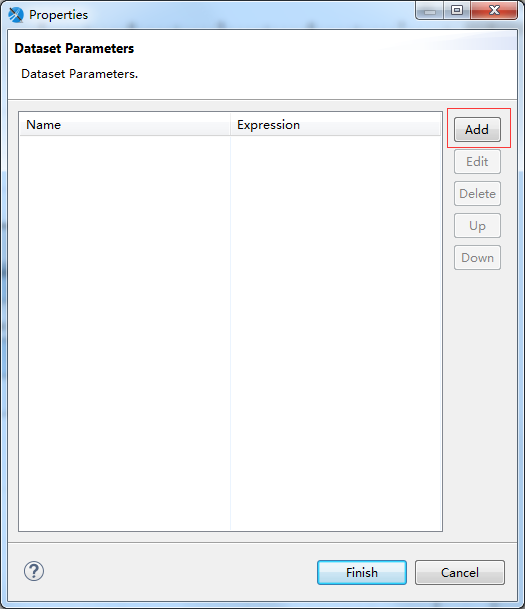 Properties
Dataset Parameters
Dataset Parameters.
Name Expression
Add
Edit
Delete
Up
Down
?
Finish Cancel